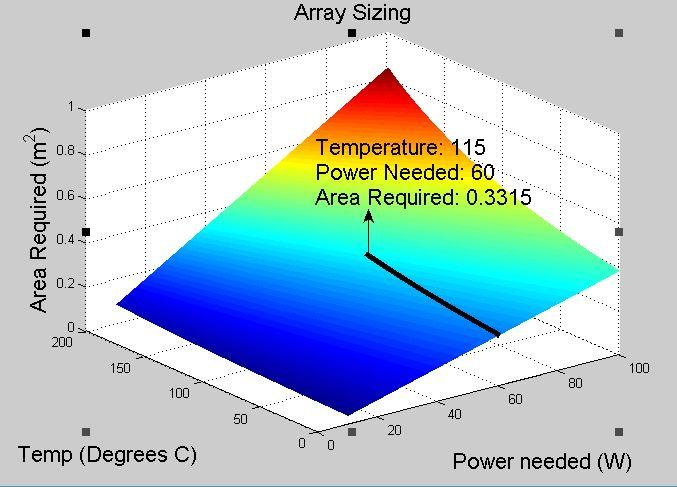 Array Sizing
Temperature: 115
Power Needed: 60
Area Required: 0.3315
Area Required (m²)
1
0.8
0.6
0.4
0.2
0
200
150
100
50
0
0
20
40
60
80
100
Temp (Degrees C)
Power needed (W)